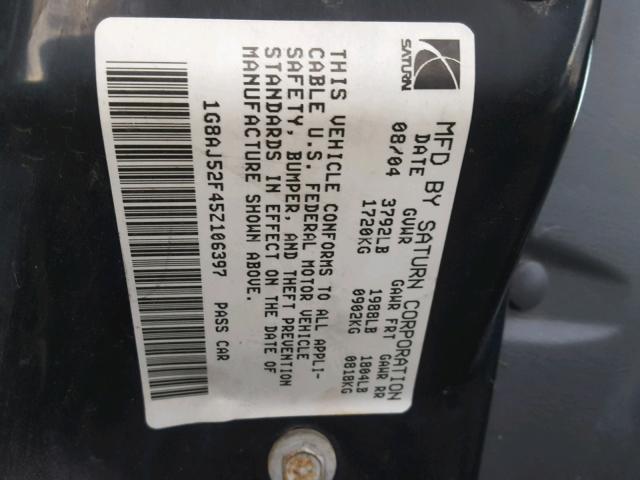 SATURN
MFD BY SATURN CORPORATION
DATE GVWR GAWR FRT GAWR RR
08/04 3792LB 1988LB 1804LB
1720KG 0902KG 0818KG
THIS VEHICLE CONFORMS TO ALL APPLI-
CABLE U.S. FEDERAL MOTOR VEHICLE
SAFETY, BUMPER, AND THEFT PREVENTION
STANDARDS IN EFFECT ON THE DATE OF
MANUFACTURE SHOWN ABOVE.
1G8AJ52F45Z106397 PASS CAR